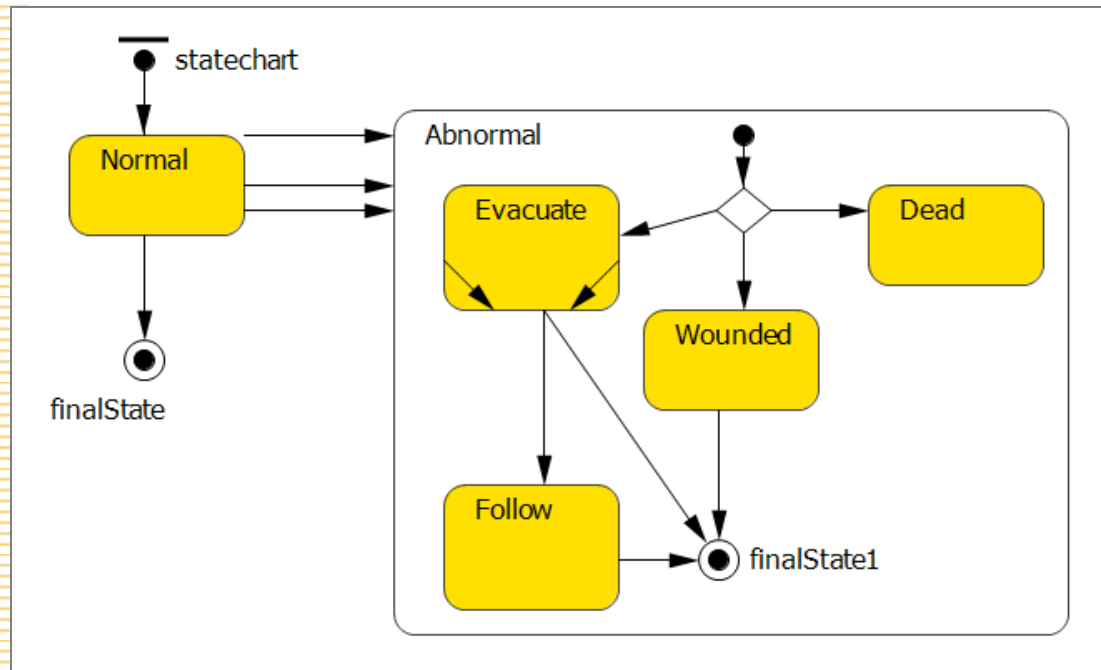 statechart
Normal
finalState
Abnormal
Evacuate
Dead
Wounded
Follow
finalState1